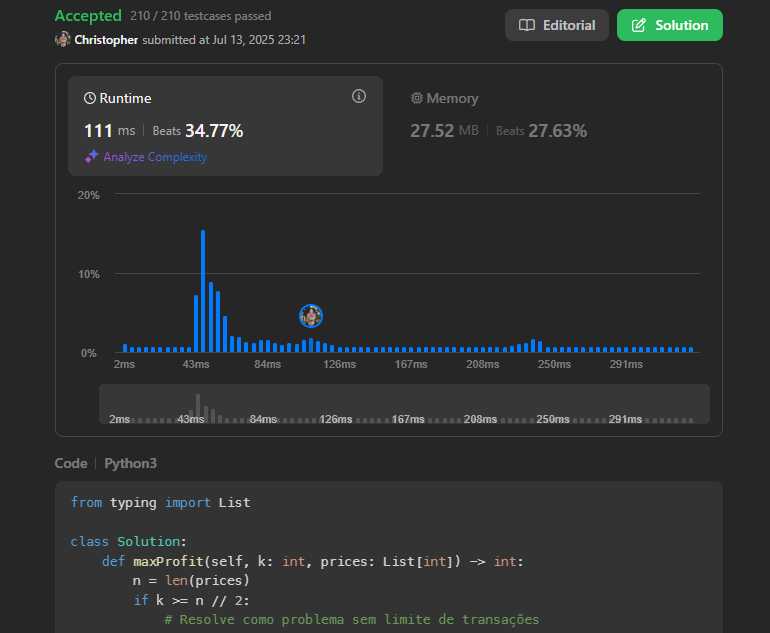 Accepted 210 / 210 testcases passed
Editorial
Solution
Christopher submitted at Jul 13, 2025 23:21
Runtime
111 ms | Beats 34.77%
Analyze Complexity
Memory
27.52 MB | Beats 27.63%
20%
10%
0%
2ms 43ms 84ms 126ms 167ms 208ms 250ms 291ms
2ms 43ms 84ms 126ms 167ms 208ms 250ms 291ms
Code | Python3
from typing import List
class Solution:
def maxProfit(self, k: int, prices: List[int]) -> int:
n = len(prices)
if k >= n // 2:
# Resolve como problema sem limite de transações